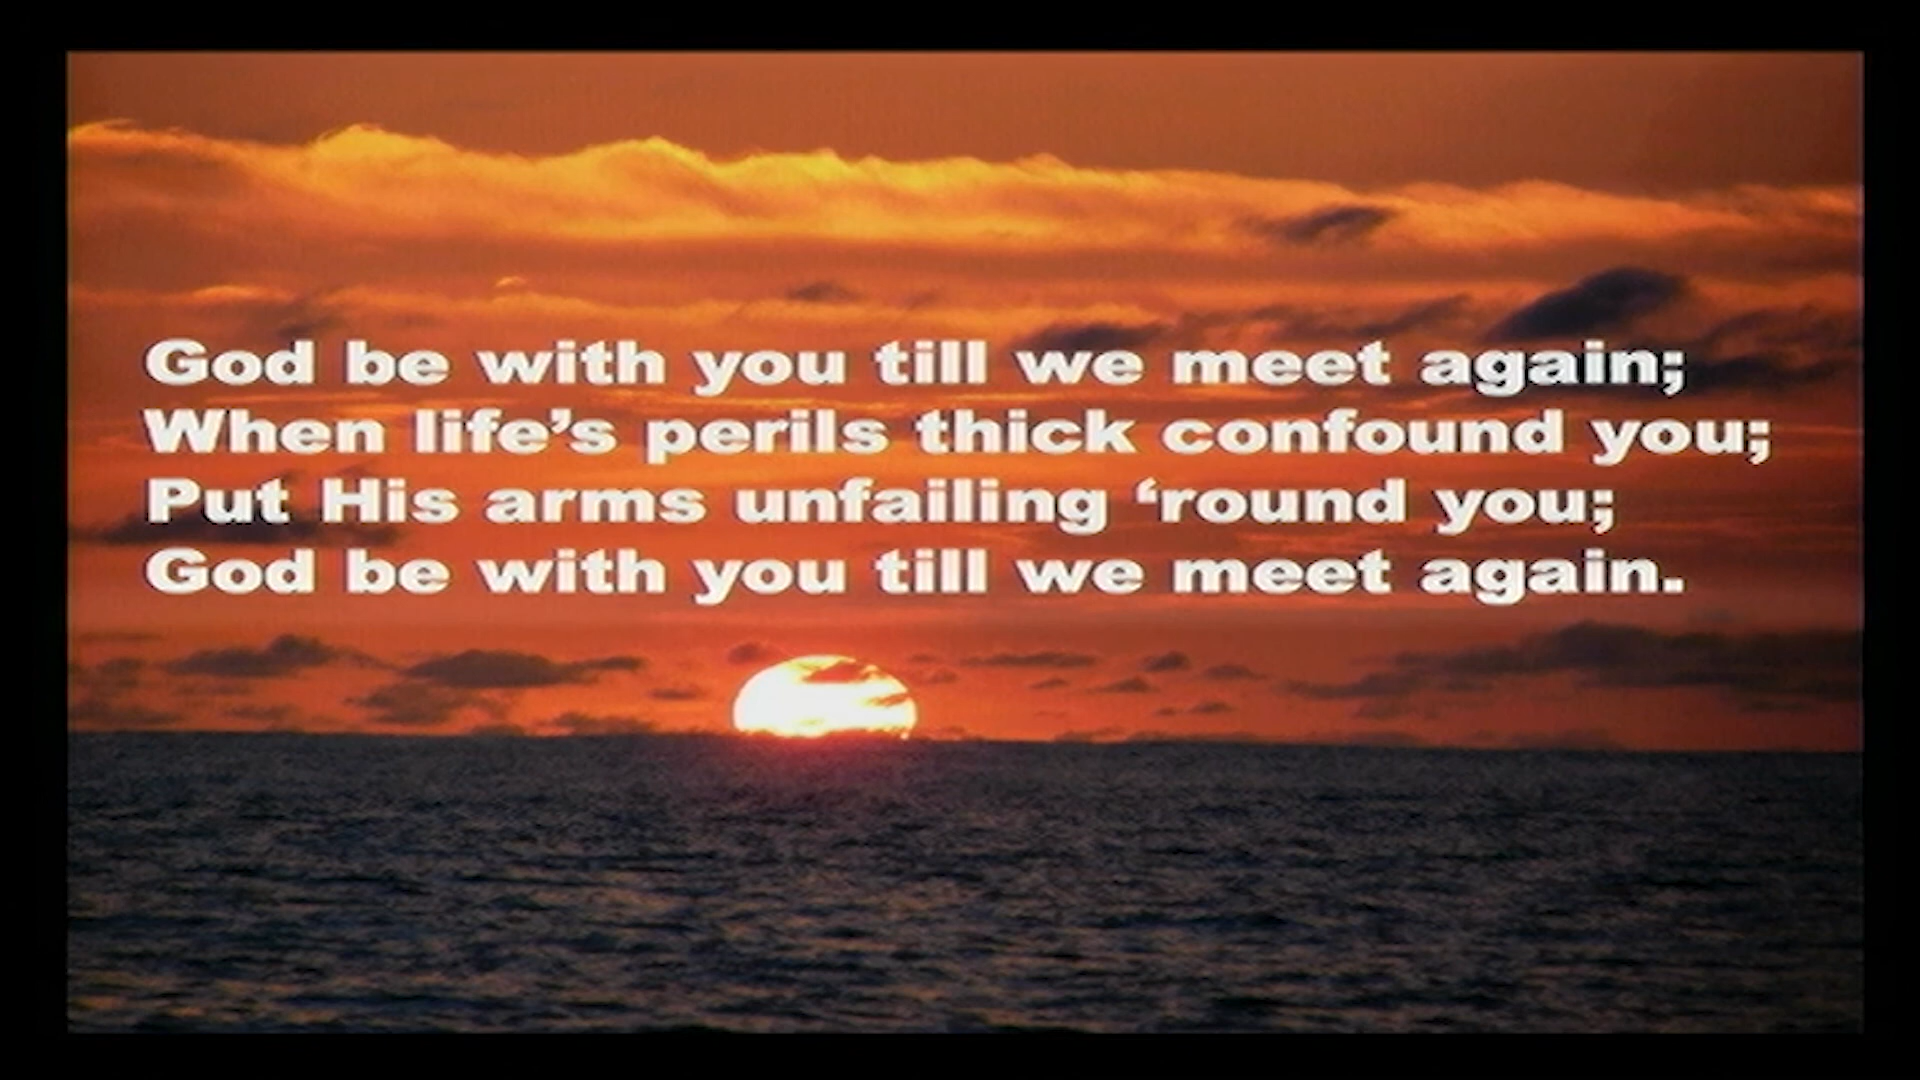 God be with you till we meet again;
When life’s perils thick confound you;
Put His arms unfailing ‘round you;
God be with you till we meet again.